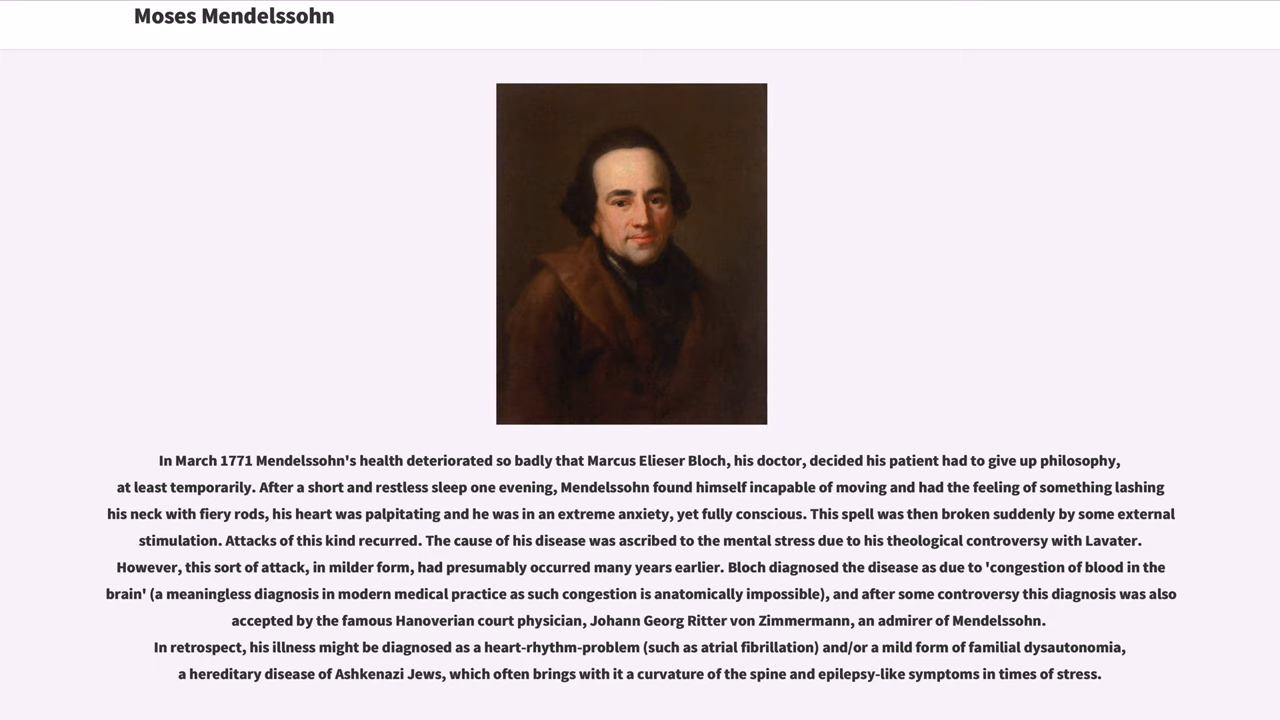 Moses Mendelssohn
In March 1771 Mendelssohn's health deteriorated so badly that Marcus Elieser Bloch, his doctor, decided his patient had to give up philosophy,
at least temporarily. After a short and restless sleep one evening, Mendelssohn found himself incapable of moving and had the feeling of something lashing
his neck with fiery rods, his heart was palpitating and he was in an extreme anxiety, yet fully conscious. This spell was then broken suddenly by some external
stimulation. Attacks of this kind recurred. The cause of his disease was ascribed to the mental stress due to his theological controversy with Lavater.
However, this sort of attack, in milder form, had presumably occurred many years earlier. Bloch diagnosed the disease as due to 'congestion of blood in the
brain' (a meaningless diagnosis in modern medical practice as such congestion is anatomically impossible), and after some controversy this diagnosis was also
accepted by the famous Hanoverian court physician, Johann Georg Ritter von Zimmermann, an admirer of Mendelssohn.
In retrospect, his illness might be diagnosed as a heart-rhythm-problem (such as atrial fibrillation) and/or a mild form of familial dysautonomia,
a hereditary disease of Ashkenazi Jews, which often brings with it a curvature of the spine and epilepsy-like symptoms in times of stress.